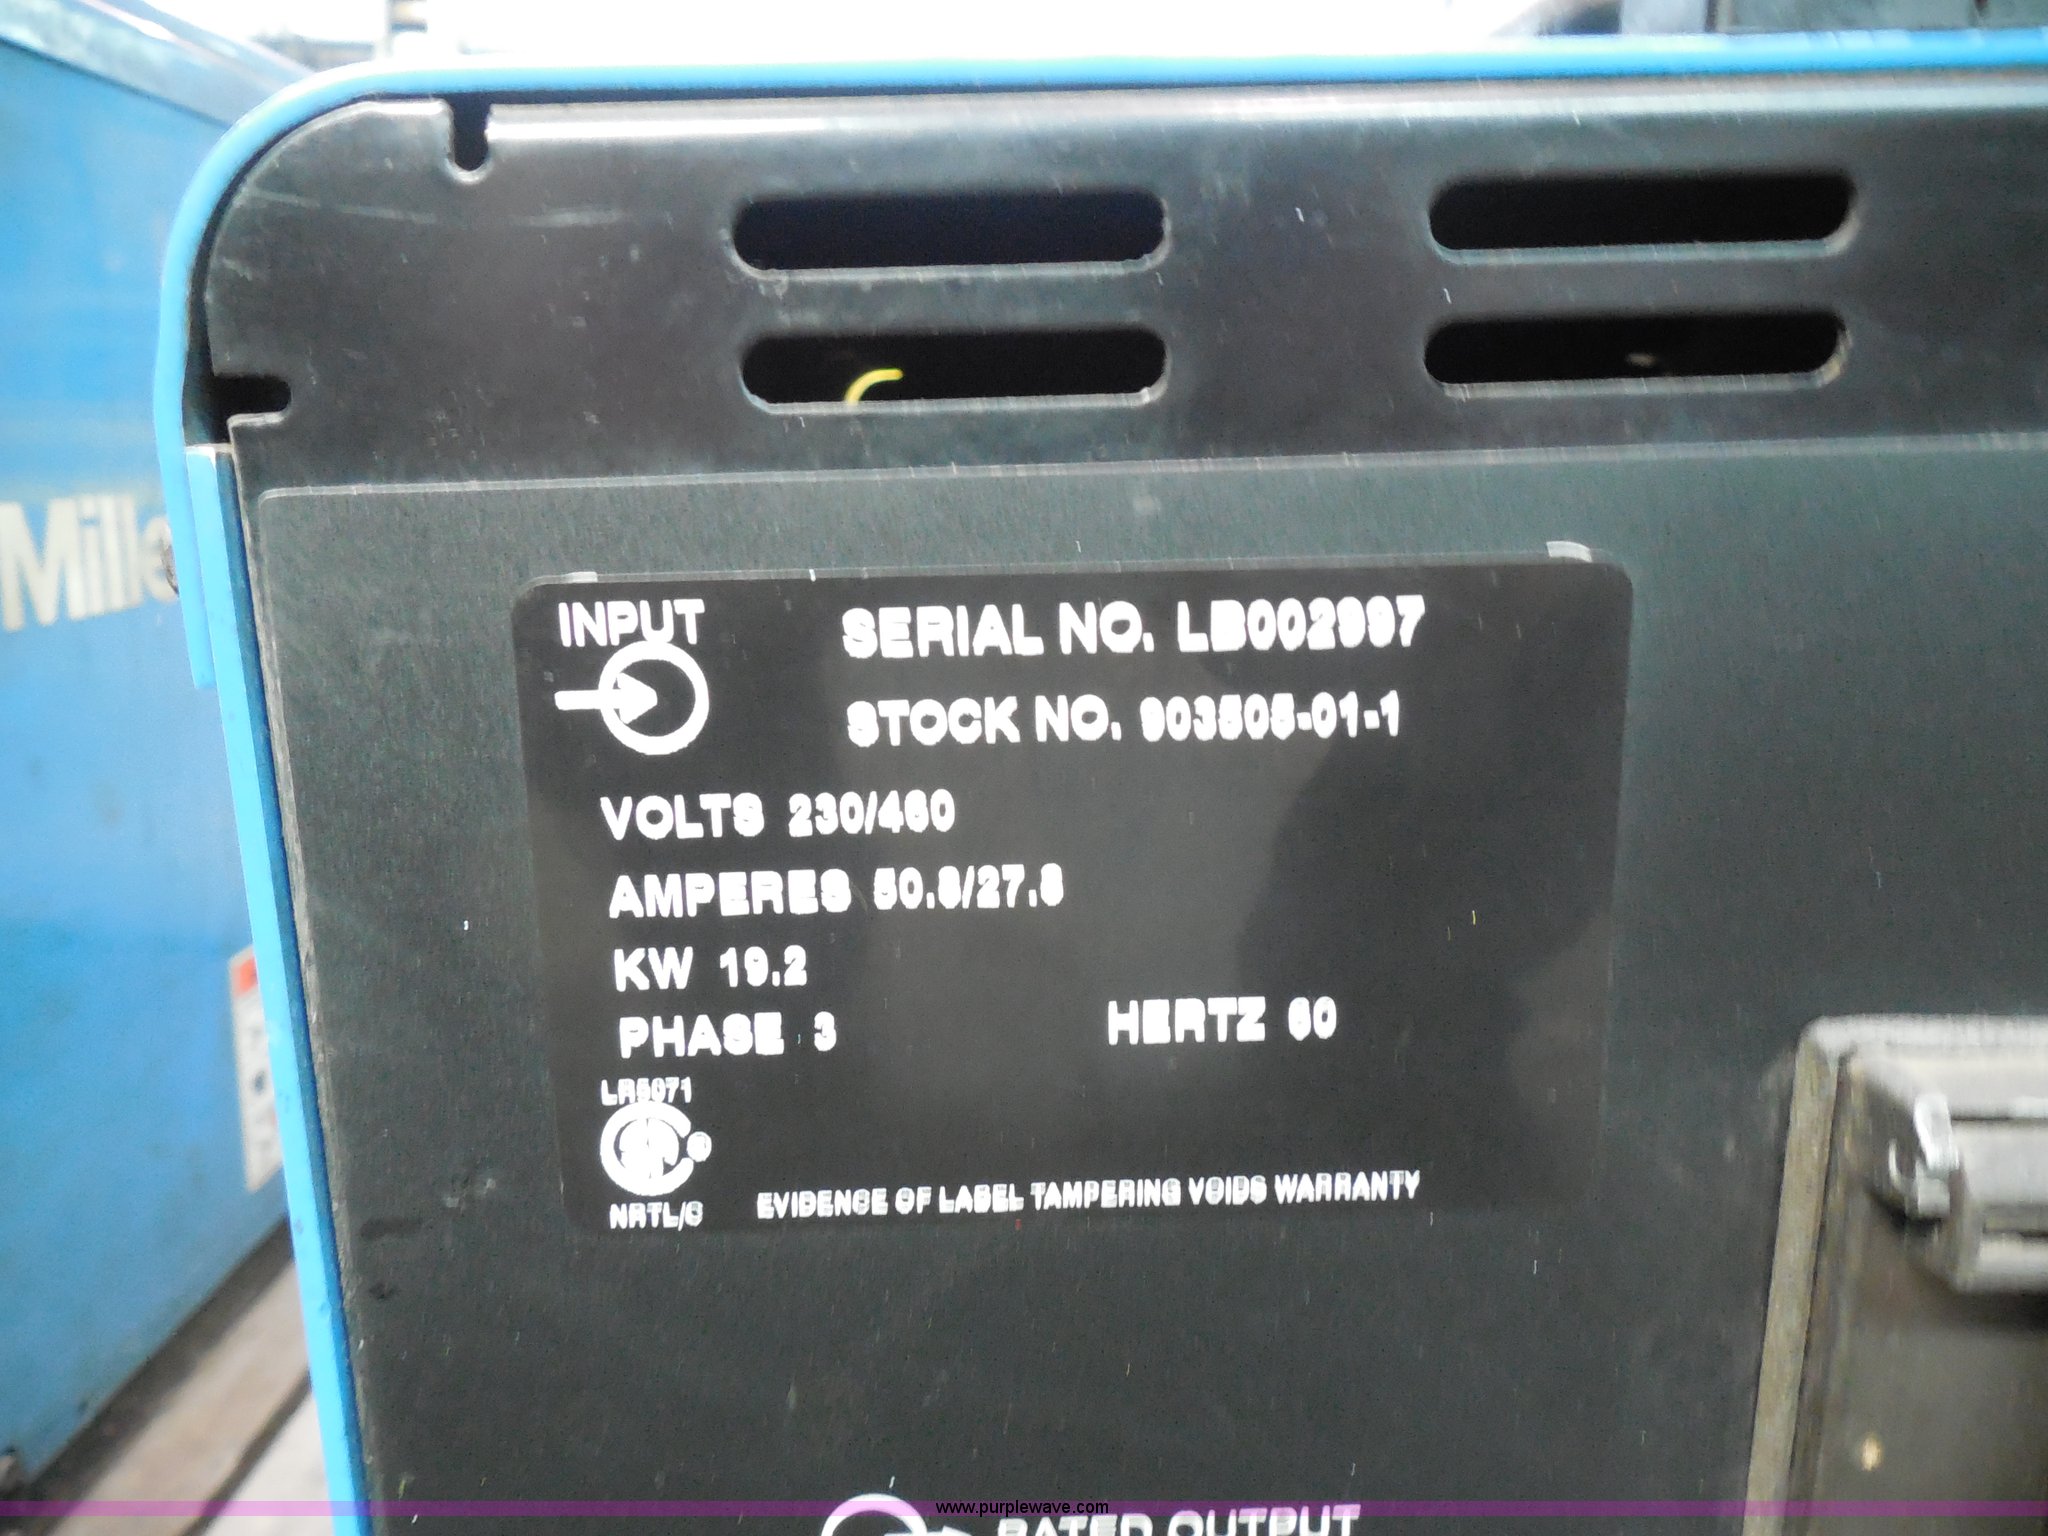 Mille
INPUT
SERIAL NO. LB002997
STOCK NO. 903505-01-1
VOLTS 230/460
AMPERES 50.8/27.8
KW 19.2
PHASE 3 HERTZ 60
LR5071
NRTL/C
EVIDENCE OF LABEL TAMPERING VOIDS WARRANTY
RATED OUTPUT
www.purplewave.com